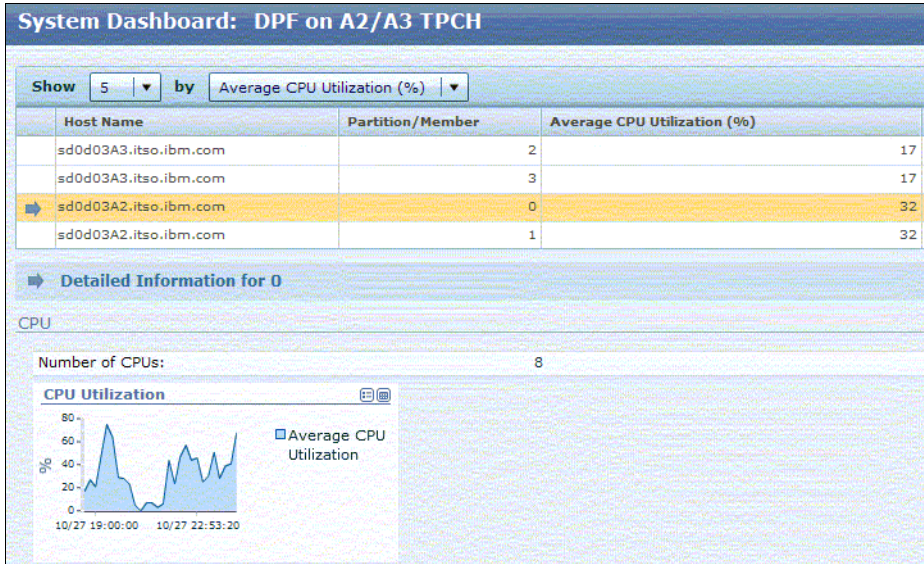 System Dashboard: DPF on A2/A3 TPCH
Show 5 by Average CPU Utilization (%)
Host Name Partition/Member Average CPU Utilization (%)
sd0d03A3.itso.ibm.com 2 17
sd0d03A3.itso.ibm.com 3 17
sd0d03A2.itso.ibm.com 0 32
sd0d03A2.itso.ibm.com 1 32
Detailed Information for 0
CPU
Number of CPUs: 8
CPU Utilization
80
60
40
20
0
%
10/27 19:00:00 10/27 22:53:20
Average CPU
Utilization